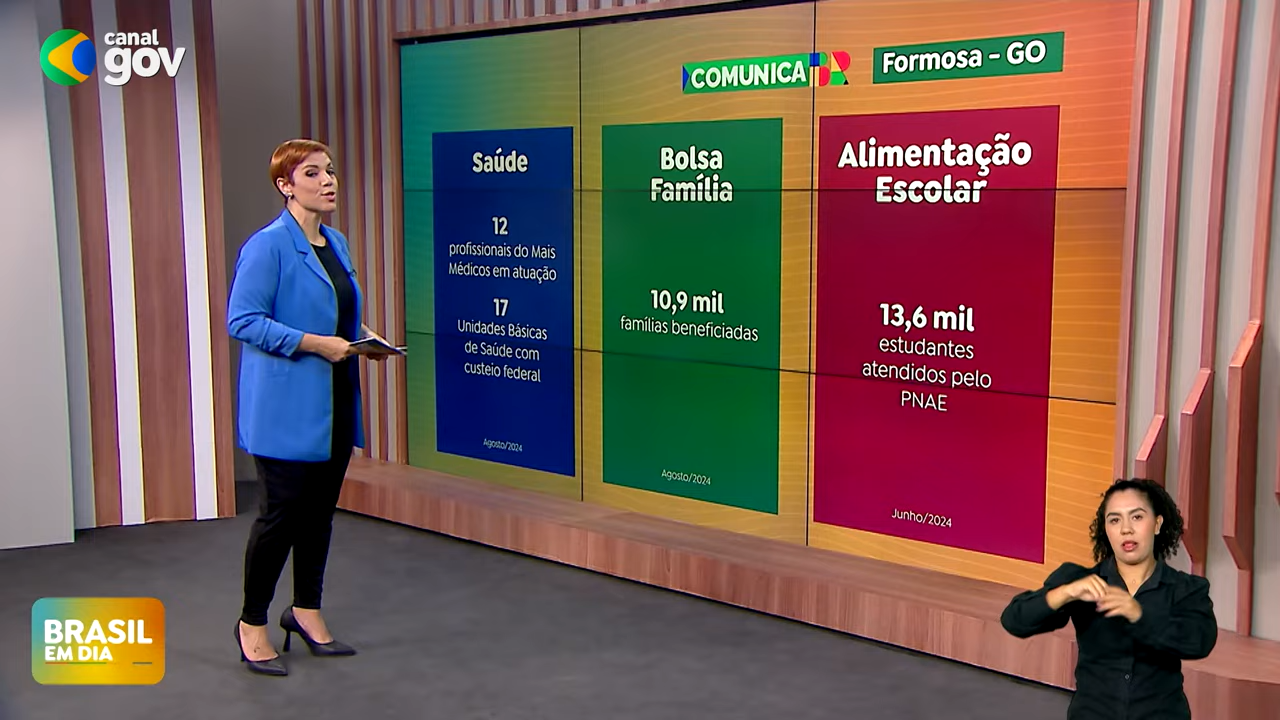 canal
gov
COMUNICABR
Formosa - GO
Saúde
12
profissionais do Mais
Médicos em atuação
17
Unidades Básicas
de Saúde com
custeio federal
Agosto/2024
Bolsa
Família
10,9 mil
famílias beneficiadas
Agosto/2024
Alimentação
Escolar
13,6 mil
estudantes
atendidos pelo
PNAE
Junho/2024
BRASIL
EM DIA